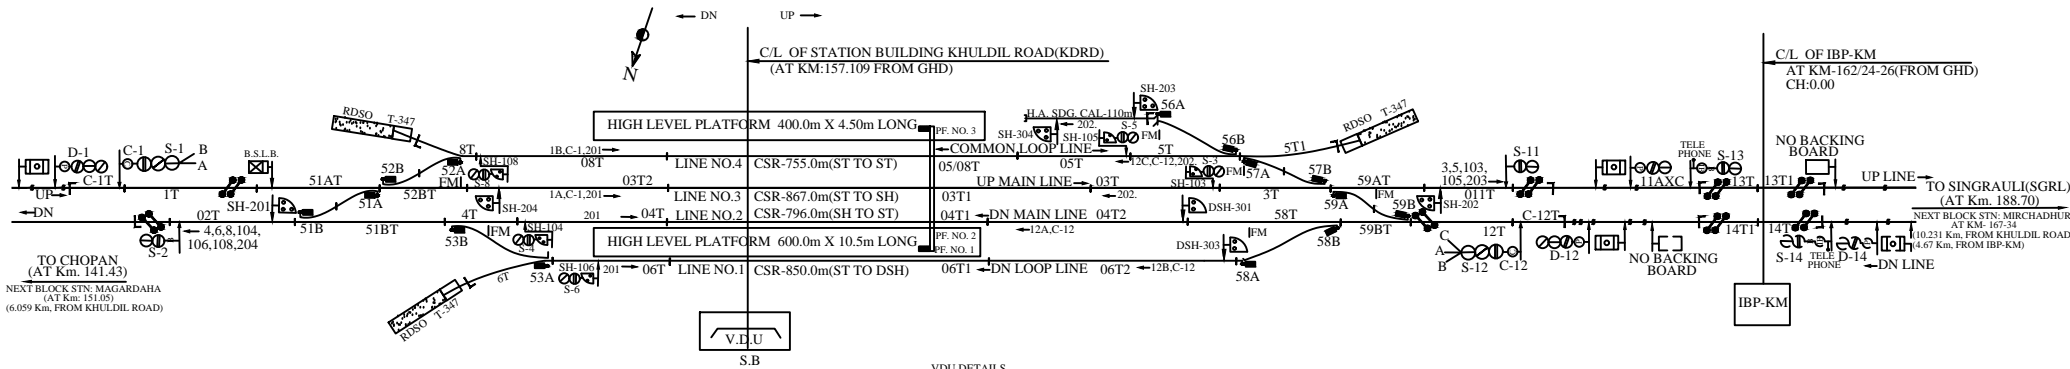 DN UP
N
C/L OF STATION BUILDING KHULDIL ROAD(KDRD)
(AT KM:157.109 FROM GHD)
C/L OF IBP-KM
AT KM-162/24-26(FROM GHD)
CH:0.00
RDSO T-347
HIGH LEVEL PLATFORM 400.0m X 4.50m LONG
PF. NO. 3
H.A. SDG. CAL-110m
202.
SH-203
56A
SH-304
SH-105
S-5
FM
RDSO T-347
D-1
C-1
S-1
B
A
B.S.L.B.
8T
SH-108
1B,C-1,201
08T
LINE NO.4
CSR-755.0m(ST TO ST)
COMMON LOOP LINE
05/08T
05T
5T
12C,C-12,202.
S-3
FM
56B
5T1
57B
3,5,103,
105,203
S-11
TELE
PHONE
S-13
NO BACKING
BOARD
UP
C-1T
1T
51AT
52B
52A
FM
S-8
51A
52BT
03T2
UP MAIN LINE
03T
SH-103
57A
3T
59AT
011T
11AXC
13T
13T1
UP LINE
TO SINGRAULI(SGRL)
(AT Km. 188.70)
DN
SH-201
SH-204
1A,C-1,201
LINE NO.3
CSR-867.0m(ST TO SH)
03T1
202.
DSH-301
59A
59B
SH-202
02T
4,6,8,104,
106,108,204
S-2
51B
51BT
4T
53B
FM
SH-104
S-4
201
04T
LINE NO.2
CSR-796.0m(SH TO ST)
04T1
DN MAIN LINE
04T2
12A,C-12
58T
FM
58B
59BT
12T
C-12T
14T1
14T
NEXT BLOCK STN: MIRCHADHURI
AT KM- 167-34
(10.231 Km, FROM KHULDIL ROAD)
(4.67 Km, FROM IBP-KM)
HIGH LEVEL PLATFORM 600.0m X 10.5m LONG
PF. NO. 2
PF. NO. 1
DSH-303
C
A
B
S-12
C-12
D-12
NO BACKING
BOARD
S-14
TELE
PHONE
D-14
DN LINE
TO CHOPAN
(AT Km. 141.43)
NEXT BLOCK STN: MAGARDAHA
(AT Km: 151.05)
(6.059 Km, FROM KHULDIL ROAD)
6T
53A
SH-106
S-6
201
06T
LINE NO.1
CSR-850.0m(ST TO DSH)
06T1
DN LOOP LINE
06T2
12B,C-12
58A
RDSO T-347
IBP-KM
V.D.U
S.B
VDU DETAILS